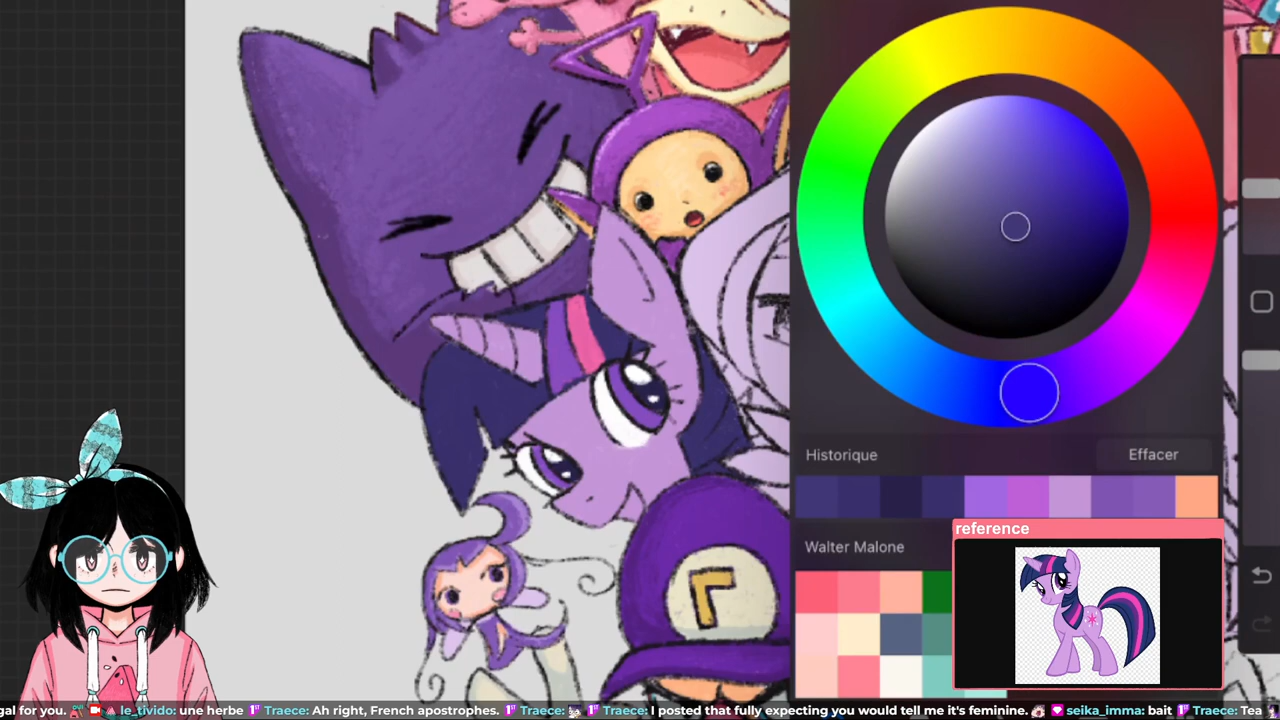 Historique
Effacer
reference
Walter Malone
gal for you. le_tivido: une herbe Traece: Ah right, French apostrophes. Traece: Traece: I posted that fully expecting you would tell me it's feminine. seika_imma: bait Traece: Tea